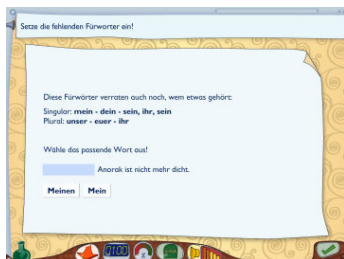 Setze die fehlenden Fürwörter ein!
Diese Fürwörter verraten auch noch, wem etwas gehört:
Singular: mein - dein - sein, ihr, sein
Plural: unser - euer - ihr
Wähle das passende Wort aus!
Anorak ist nicht mehr dicht.
Meinen Mein